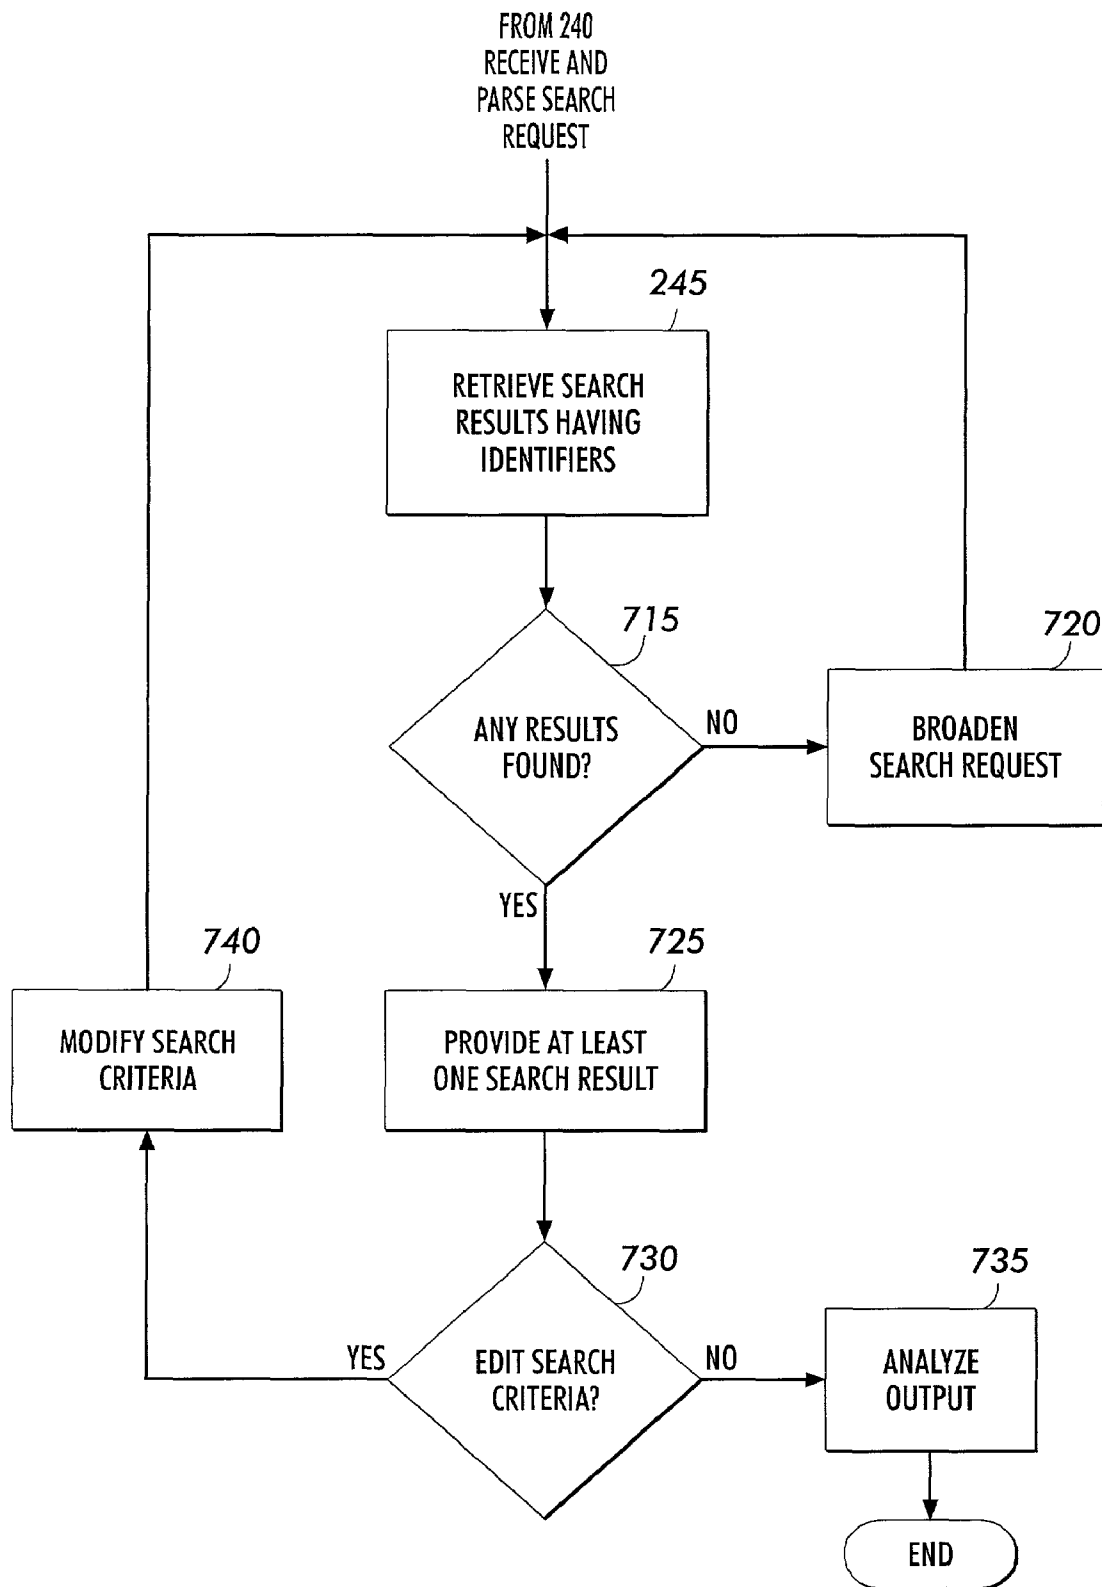 FROM 240
RECEIVE AND
PARSE SEARCH
REQUEST
245
RETRIEVE SEARCH
RESULTS HAVING
IDENTIFIERS
715
ANY RESULTS
FOUND?
NO
720
BROADEN
SEARCH REQUEST
YES
740
MODIFY SEARCH
CRITERIA
725
PROVIDE AT LEAST
ONE SEARCH RESULT
730
EDIT SEARCH
CRITERIA?
YES
NO
735
ANALYZE
OUTPUT
END